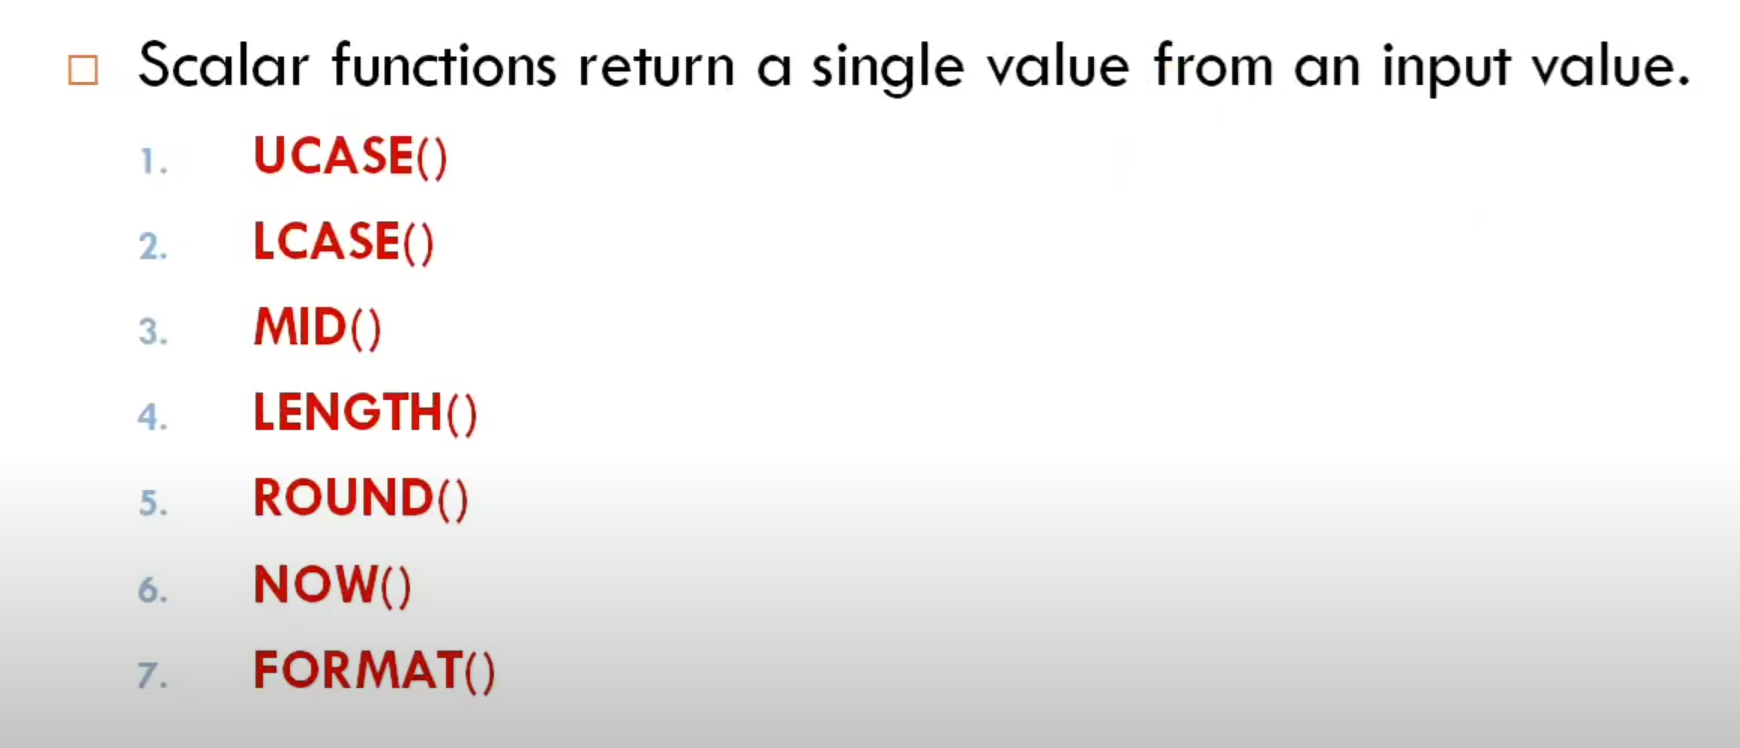 Scalar functions return a single value from an input value.
1. UCASE()
2. LCASE()
3. MID()
4. LENGTH()
5. ROUND()
6. NOW()
7. FORMAT()